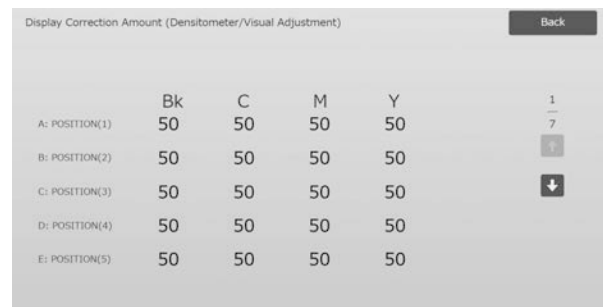 Display Correction Amount (Densitometer/Visual Adjustment) Back
Bk C M Y
A: POSITION(1) 50 50 50 50
B: POSITION(2) 50 50 50 50
C: POSITION(3) 50 50 50 50
D: POSITION(4) 50 50 50 50
E: POSITION(5) 50 50 50 50
1
7